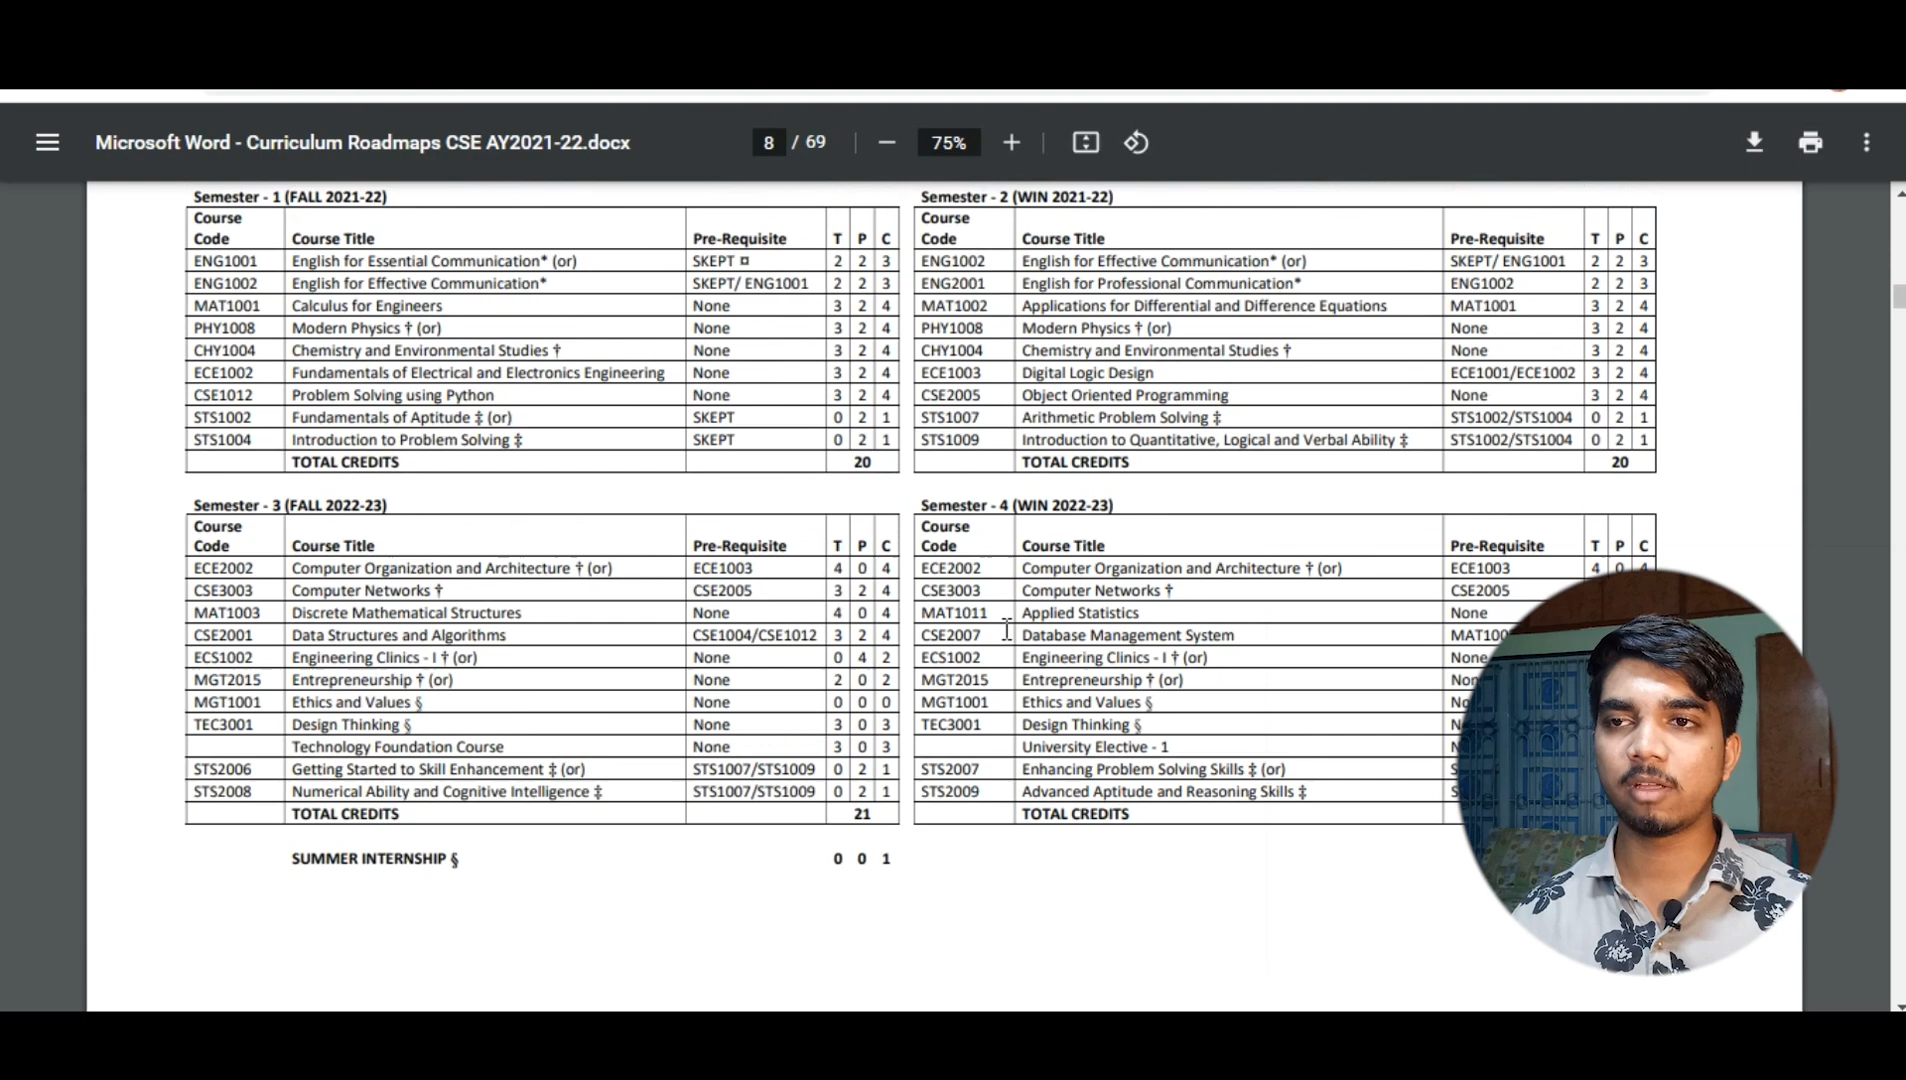 Microsoft Word - Curriculum Roadmaps CSE AY2021-22.docx 8 / 69 75%
Semester - 1 (FALL 2021-22)
Course Code Course Title Pre-Requisite T P C
ENG1001 English for Essential Communication* (or) SKEPT ¤ 2 2 3
ENG1002 English for Effective Communication* SKEPT/ ENG1001 2 2 3
MAT1001 Calculus for Engineers None 3 2 4
PHY1008 Modern Physics † (or) None 3 2 4
CHY1004 Chemistry and Environmental Studies † None 3 2 4
ECE1002 Fundamentals of Electrical and Electronics Engineering None 3 2 4
CSE1012 Problem Solving using Python None 3 2 4
STS1002 Fundamentals of Aptitude ‡ (or) SKEPT 0 2 1
STS1004 Introduction to Problem Solving ‡ SKEPT 0 2 1
TOTAL CREDITS 20
Semester - 2 (WIN 2021-22)
Course Code Course Title Pre-Requisite T P C
ENG1002 English for Effective Communication* (or) SKEPT/ ENG1001 2 2 3
ENG2001 English for Professional Communication* ENG1002 2 2 3
MAT1002 Applications for Differential and Difference Equations MAT1001 3 2 4
PHY1008 Modern Physics † (or) None 3 2 4
CHY1004 Chemistry and Environmental Studies † None 3 2 4
ECE1003 Digital Logic Design ECE1001/ECE1002 3 2 4
CSE2005 Object Oriented Programming None 3 2 4
STS1007 Arithmetic Problem Solving ‡ STS1002/STS1004 0 2 1
STS1009 Introduction to Quantitative, Logical and Verbal Ability ‡ STS1002/STS1004 0 2 1
TOTAL CREDITS 20
Semester - 3 (FALL 2022-23)
Course Code Course Title Pre-Requisite T P C
ECE2002 Computer Organization and Architecture † (or) ECE1003 4 0 4
CSE3003 Computer Networks † CSE2005 3 2 4
MAT1003 Discrete Mathematical Structures None 4 0 4
CSE2001 Data Structures and Algorithms CSE1004/CSE1012 3 2 4
ECS1002 Engineering Clinics - I † (or) None 0 4 2
MGT2015 Entrepreneurship † (or) None 2 0 2
MGT1001 Ethics and Values § None 0 0 0
TEC3001 Design Thinking § None 3 0 3
Technology Foundation Course None 3 0 3
STS2006 Getting Started to Skill Enhancement ‡ (or) STS1007/STS1009 0 2 1
STS2008 Numerical Ability and Cognitive Intelligence ‡ STS1007/STS1009 0 2 1
TOTAL CREDITS 21
SUMMER INTERNSHIP § 0 0 1
Semester - 4 (WIN 2022-23)
Course Code Course Title Pre-Requisite T P C
ECE2002 Computer Organization and Architecture † (or) ECE1003 4 0 4
CSE3003 Computer Networks † CSE2005
MAT1011 Applied Statistics None
CSE2007 Database Management System MAT100
ECS1002 Engineering Clinics - I † (or) None
MGT2015 Entrepreneurship † (or) Non
MGT1001 Ethics and Values § No
TEC3001 Design Thinking §
University Elective - 1
STS2007 Enhancing Problem Solving Skills ‡ (or)
STS2009 Advanced Aptitude and Reasoning Skills ‡
TOTAL CREDITS